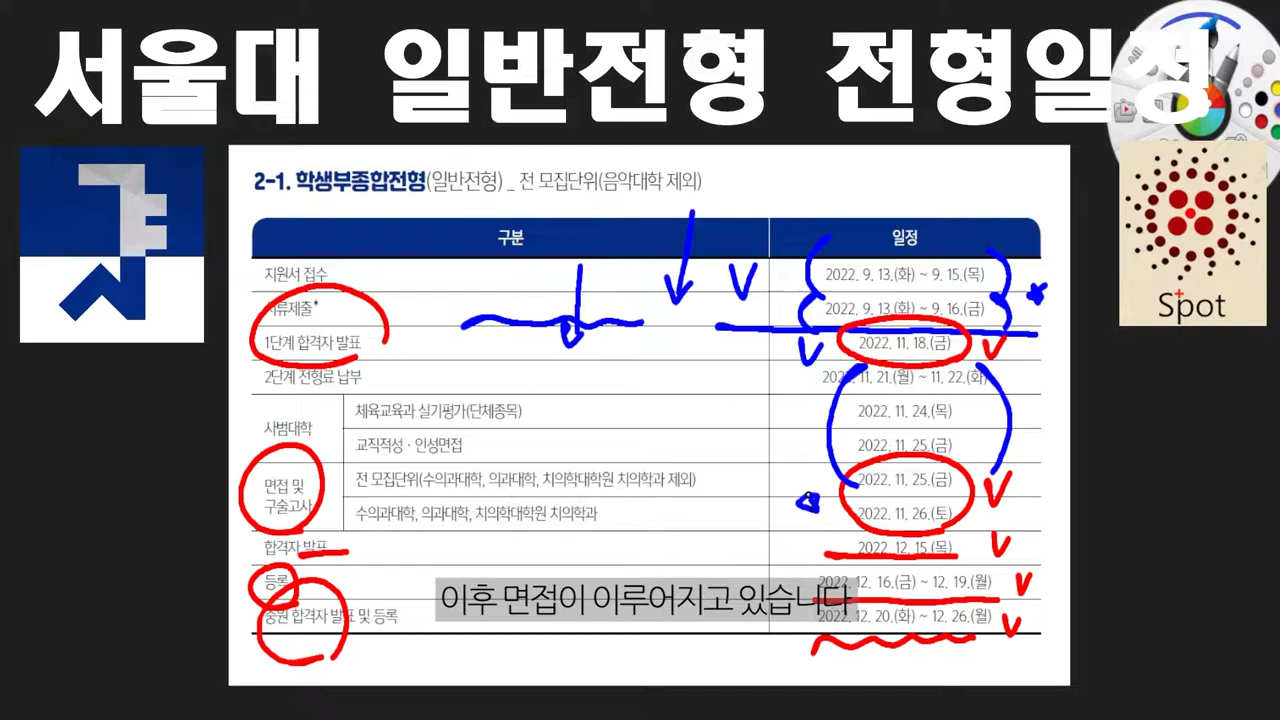 서울대 일반전형 전형일정
2-1. 학생부종합전형(일반전형) _ 전 모집단위(음악대학 제외)
구분 일정
지원서 접수 2022. 9. 13.(화) ~ 9. 15.(목)
서류제출* 2022. 9. 13.(화) ~ 9. 16.(금)
1단계 합격자 발표 2022. 11. 18.(금)
2단계 전형료 납부 2022. 11. 21.(월) ~ 11. 22.(화)
사범대학 체육교육과 실기평가(단체종목) 2022. 11. 24.(목)
교직적성 · 인성면접 2022. 11. 25.(금)
면접 및 구술고사 전 모집단위(수의과대학, 의과대학, 치의학대학원 치의학과 제외) 2022. 11. 25.(금)
수의과대학, 의과대학, 치의학대학원 치의학과 2022. 11. 26.(토)
합격자 발표 2022. 12. 15.(목)
등록 2022. 12. 16.(금) ~ 12. 19.(월)
충원 합격자 발표 및 등록 2022. 12. 20.(화) ~ 12. 26.(월)
이후 면접이 이루어지고 있습니다
Spot